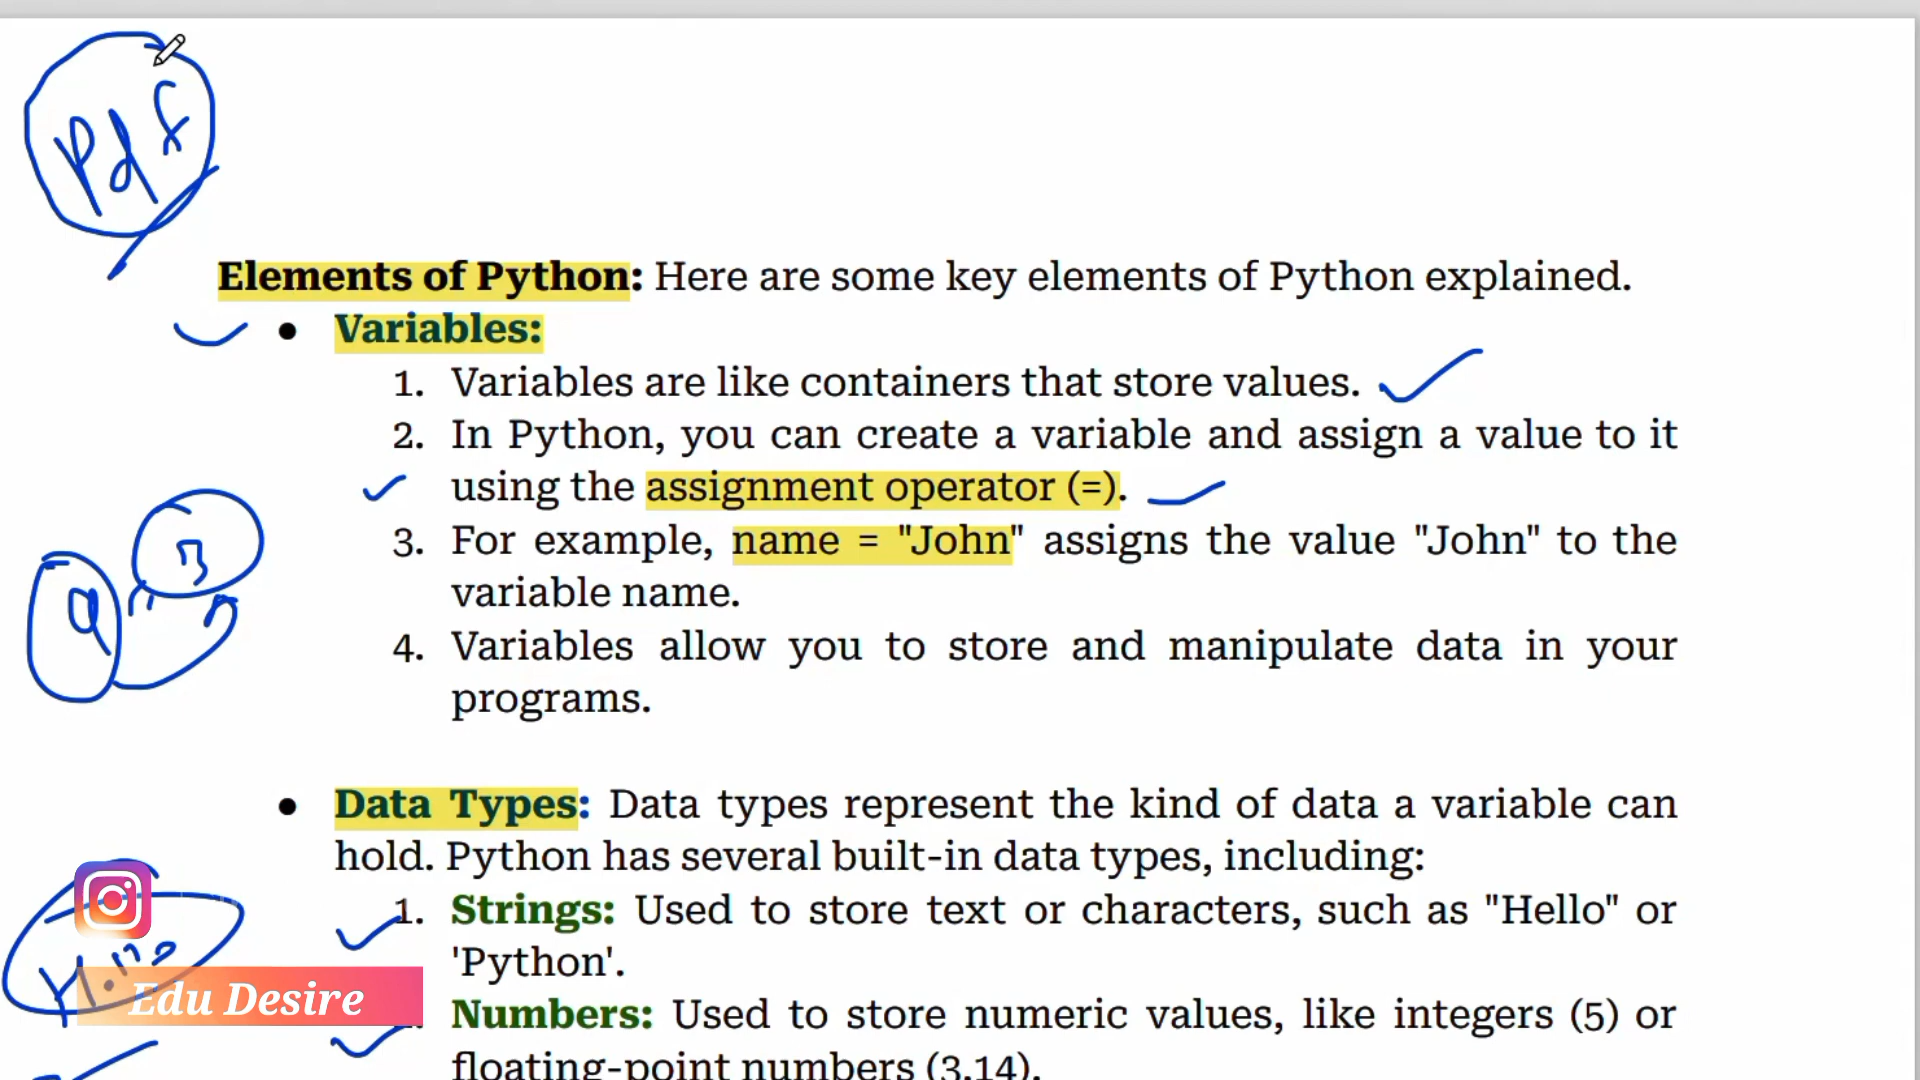 Pdf
Elements of Python: Here are some key elements of Python explained.
● Variables:
1. Variables are like containers that store values.
2. In Python, you can create a variable and assign a value to it
using the assignment operator (=).
3. For example, name = "John" assigns the value "John" to the
variable name.
4. Variables allow you to store and manipulate data in your
programs.
● Data Types: Data types represent the kind of data a variable can
hold. Python has several built-in data types, including:
1. Strings: Used to store text or characters, such as "Hello" or
'Python'.
Edu Desire
Numbers: Used to store numeric values, like integers (5) or
floating-point numbers (3.14).